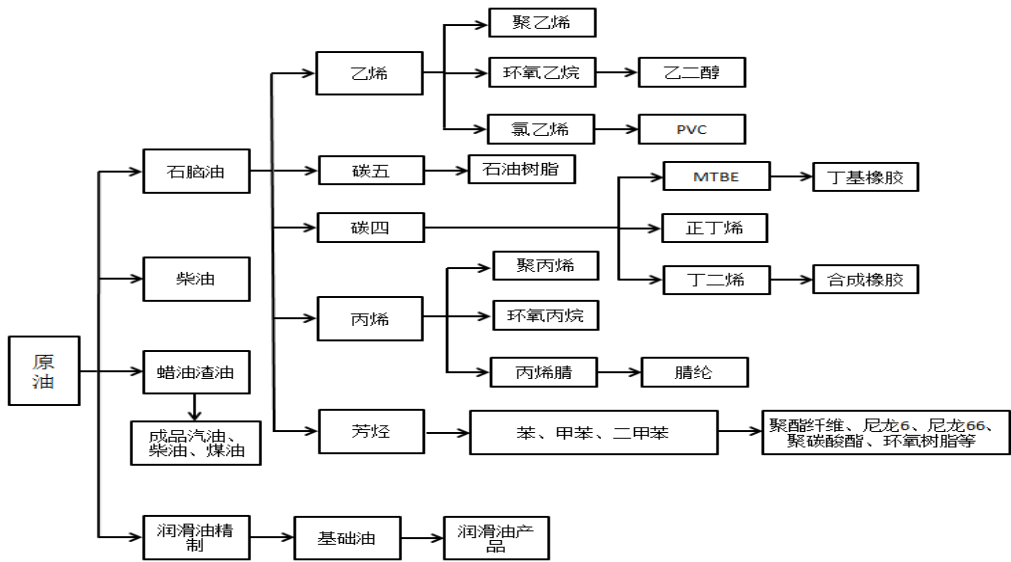 聚乙烯
乙烯
环氧乙烷
乙二醇
氯乙烯
PVC
石脑油
碳五
石油树脂
MTBE
丁基橡胶
碳四
正丁烯
柴油
聚丙烯
丁二烯
合成橡胶
丙烯
环氧丙烷
原
油
蜡油渣油
丙烯腈
腈纶
成品汽油、
柴油、煤油
芳烃
苯、甲苯、二甲苯
聚酯纤维、尼龙6、尼龙66、
聚碳酸酯、环氧树脂等
润滑油精
制
基础油
润滑油产
品